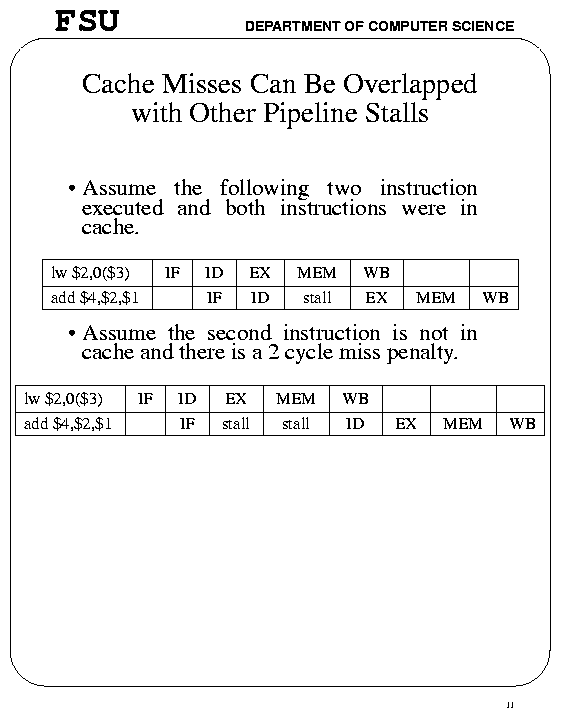 FSU DEPARTMENT OF COMPUTER SCIENCE
Cache Misses Can Be Overlapped
with Other Pipeline Stalls
• Assume the following two instruction
executed and both instructions were in
cache.
lw $2,0($3) IF ID EX MEM WB
add $4,$2,$1 IF ID stall EX MEM WB
• Assume the second instruction is not in
cache and there is a 2 cycle miss penalty.
lw $2,0($3) IF ID EX MEM WB
add $4,$2,$1 IF stall stall ID EX MEM WB
11